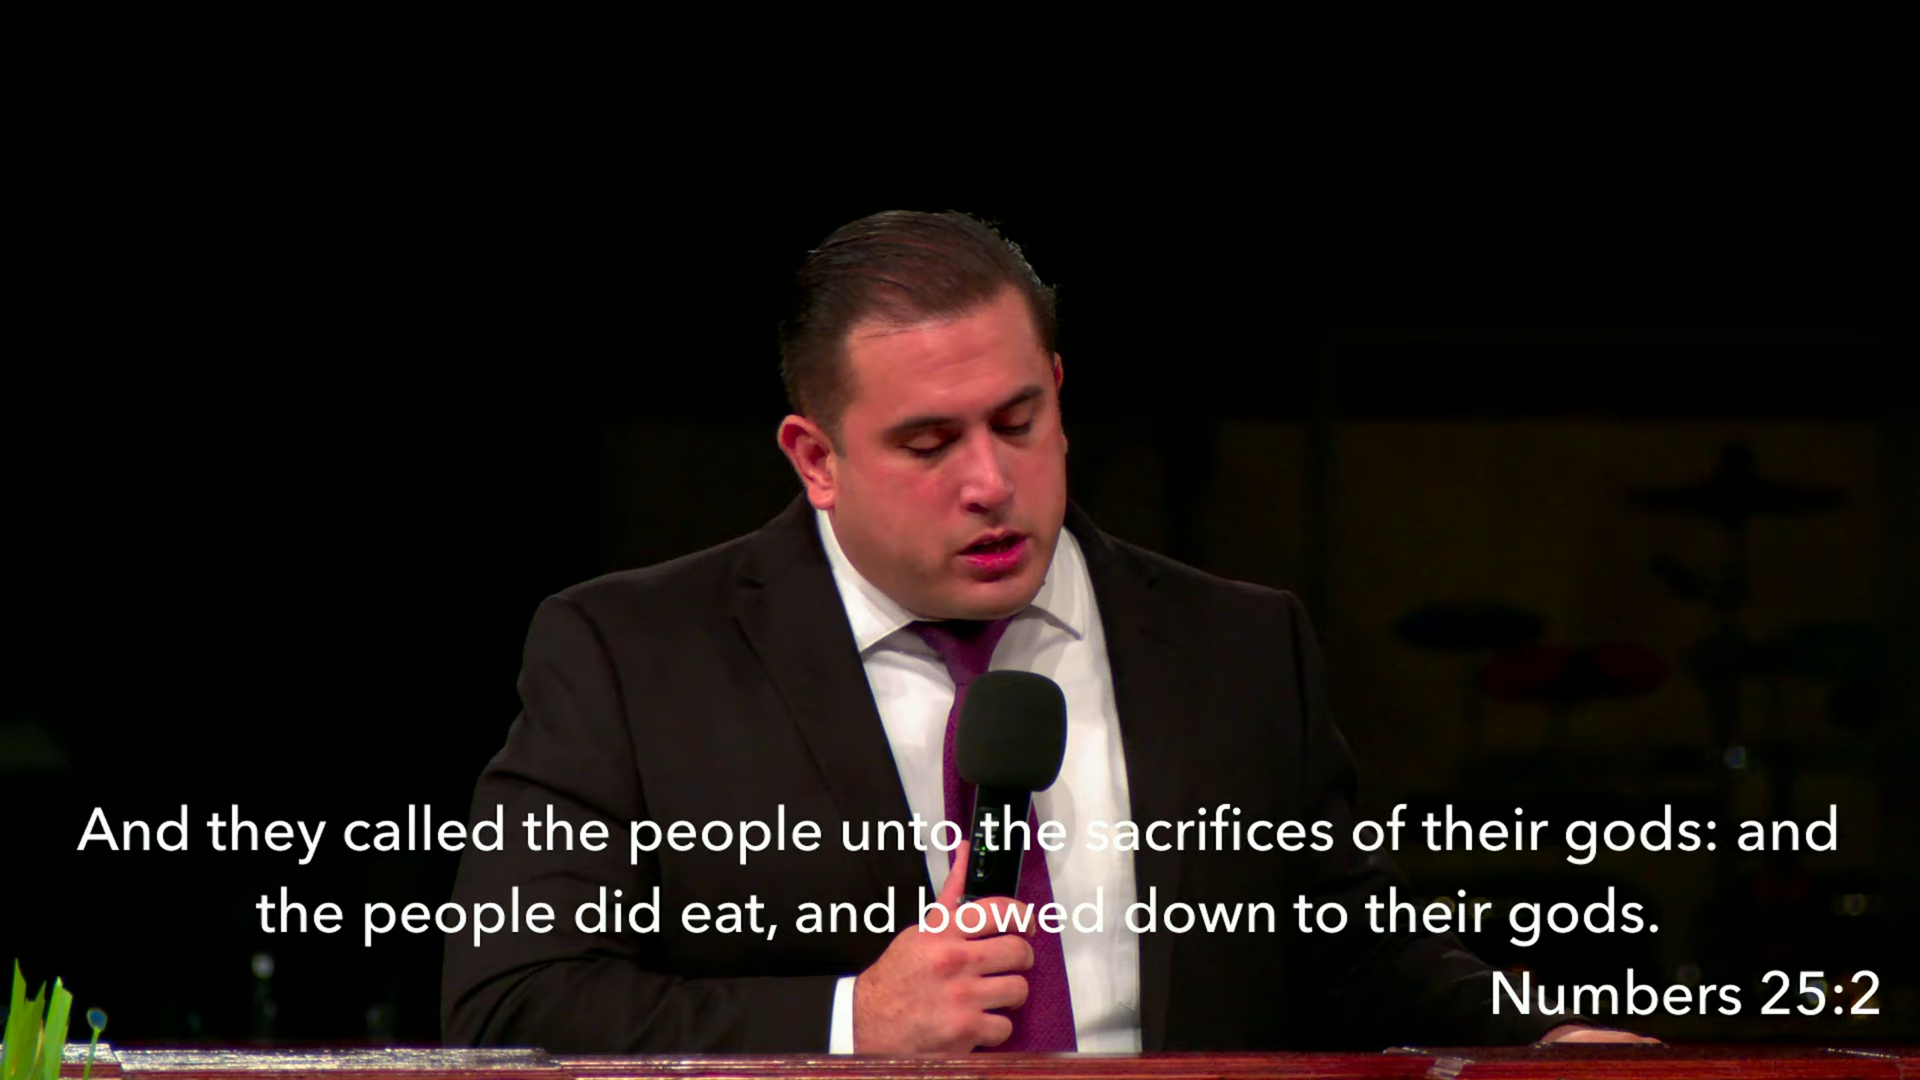 And they called the people unto the sacrifices of their gods: and
the people did eat, and bowed down to their gods.
Numbers 25:2